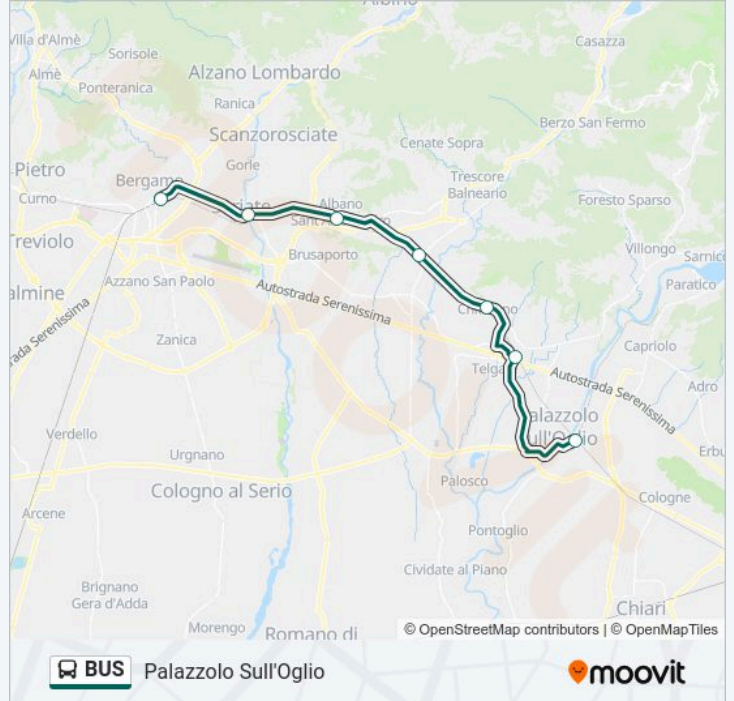 Albino
Villa d'Almè
Sorisole
Casazza
Almè
Ponteranica
Alzano Lombardo
Ranica
Berzo San Fermo
Scanzorosciate
Cenate Sopra
Gorle
Pietro
Bergamo
Trescore
Balneario
Curno
Albano
Foresto Sparso
Treviolo
Brusaporto
Villongo
Sarnico
Azzano San Paolo
Paratico
almine
Autostrada Serenissima
Autostrada Serenissima
Zanica
Capriolo
Telga
Autostrada Serenissima
Adro
Palazzolo
sull'Oglio
Verdello
Urgnano
Erbu
Cologno al Serio
Palosco
Cologne
Arcene
Pontoglio
Cividate al Piano
Brignano
Gera d'Adda
Chiari
Morengo
Romano di
© OpenStreetMap contributors | © OpenMapTiles
BUS
Palazzolo Sull'Oglio
moovit